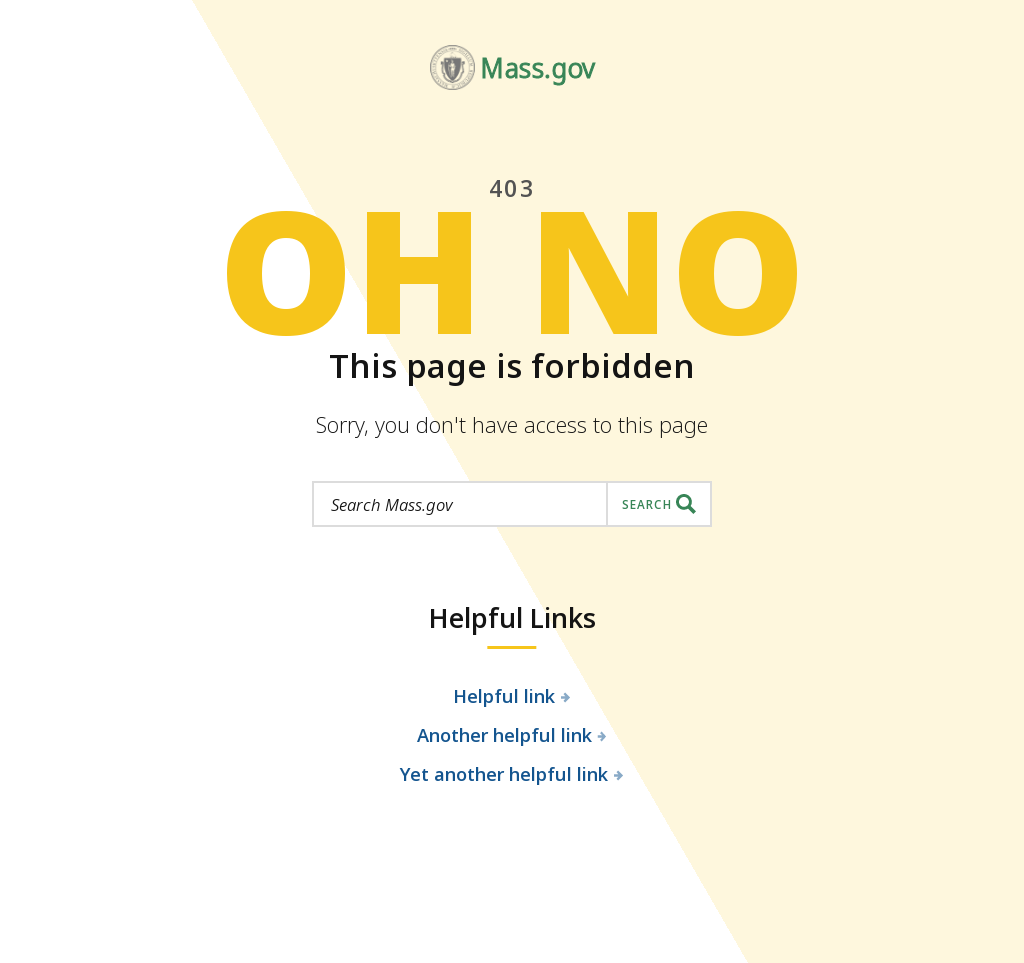 Mass.gov
403
OH NO
This page is forbidden
Sorry, you don't have access to this page
Search Mass.gov SEARCH
Helpful Links
Helpful link
Another helpful link
Yet another helpful link